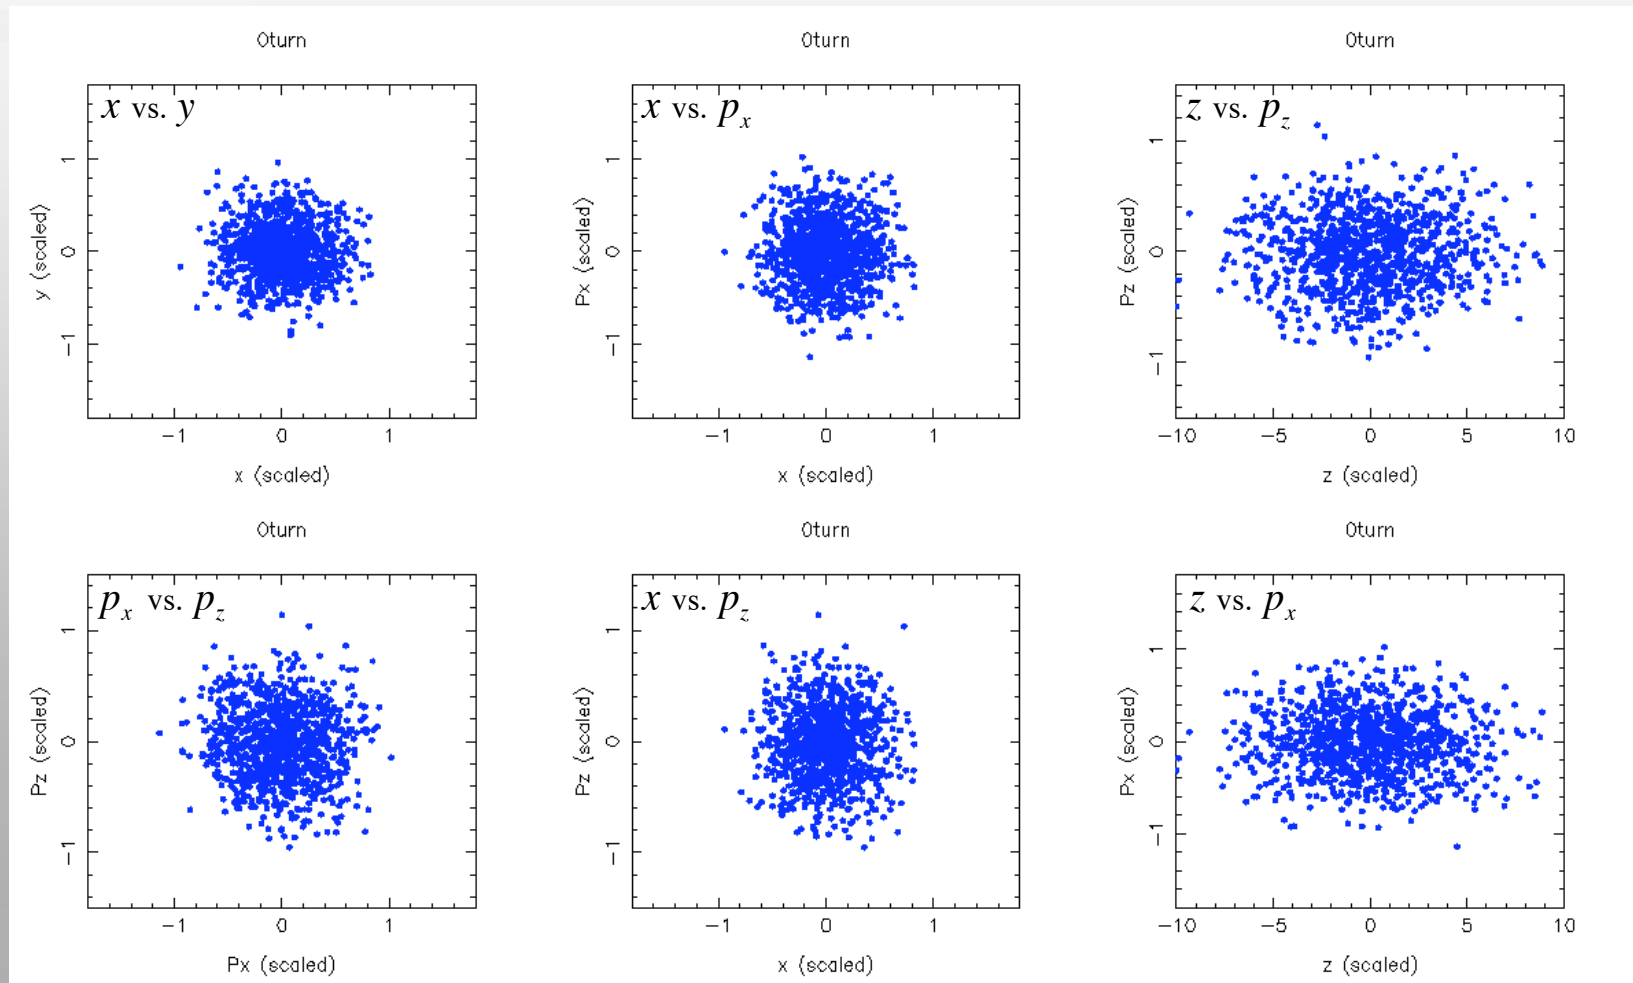 0turn
0turn
0turn
x vs. y
x vs. px
z vs. pz
1
0
−1
y (scaled)
−1
0
1
x (scaled)
1
0
−1
Px (scaled)
−1
0
1
x (scaled)
1
0
−1
Pz (scaled)
−10
−5
0
5
10
z (scaled)
0turn
0turn
0turn
px vs. pz
x vs. pz
z vs. px
1
0
−1
Pz (scaled)
−1
0
1
Px (scaled)
1
0
−1
Pz (scaled)
−1
0
1
x (scaled)
1
0
−1
Px (scaled)
−10
−5
0
5
10
z (scaled)